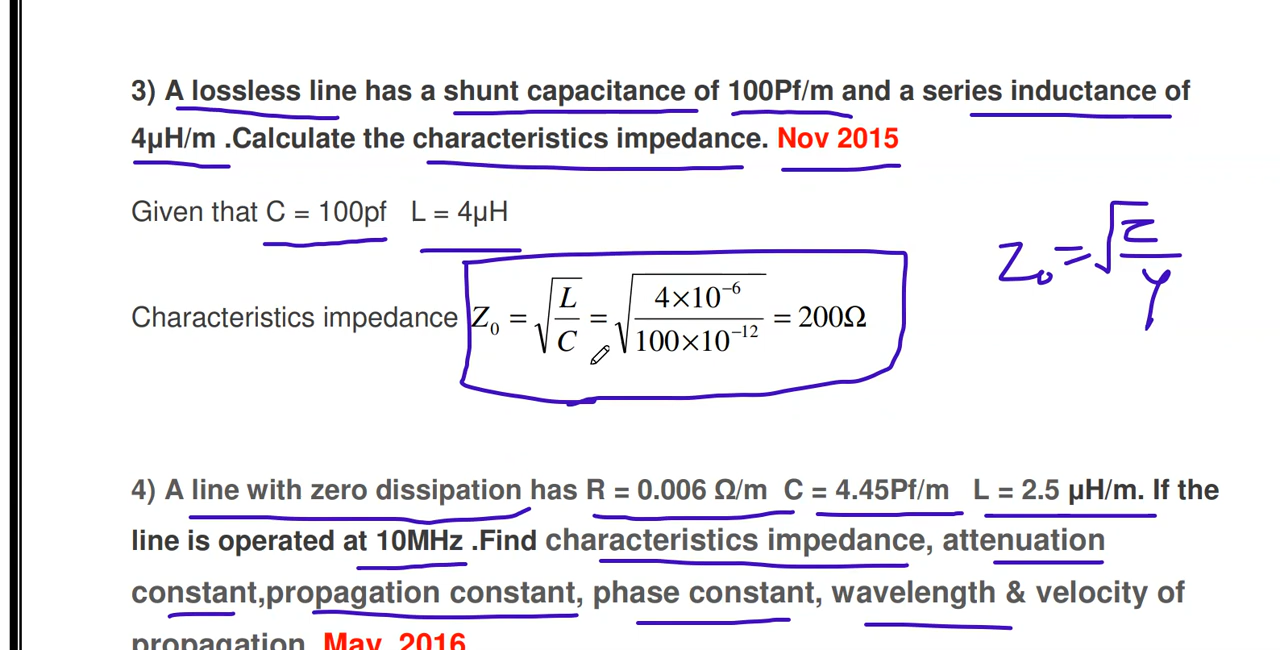 3) A lossless line has a shunt capacitance of 100Pf/m and a series inductance of
4μH/m .Calculate the characteristics impedance. Nov 2015
Given that C = 100pf L = 4μH
Z₀ = √(Z/Y)
Characteristics impedance Z₀ = √(L/C) = √(4×10⁻⁶/100×10⁻¹²) = 200Ω
4) A line with zero dissipation has R = 0.006 Ω/m C = 4.45Pf/m L = 2.5 μH/m. If the
line is operated at 10MHz .Find characteristics impedance, attenuation
constant,propagation constant, phase constant, wavelength & velocity of
propagation. May 2016